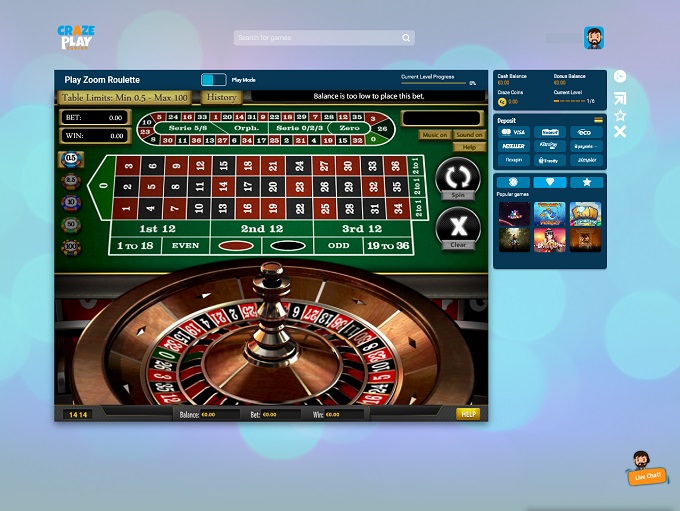 CRAZE
PLAY
CASINO
Search for games
Play Zoom Roulette
Play Mode
Current Level Progress
0%
Table Limits: Min 0.5 - Max 100
History
Balance is too low to place this bet.
BET: 0.00
WIN: 0.00
5 24 16 33 1 20 14 31 9 22 18 29 7 28 12 35
10 3
23 26
Serie 5/8 Orph. Serie 0/2/3 Zero
8 30 11 36 13 27 6 34 17 25 2 21 4 19 15 32
0
Music on Sound on
Help
0.5
10
50
100
3 6 9 12 15 18 21 24 27 30 33 36 2 to 1
0 2 5 8 11 14 17 20 23 26 29 32 35 2 to 1
1 4 7 10 13 16 19 22 25 28 31 34 2 to 1
1st 12 2nd 12 3rd 12
1 TO 18 EVEN ODD 19 TO 36
Spin
X
Clear
14 14
Balance: €0.00 Bet: €0.00 Win: €0.00
HELP
Cash Balance Bonus Balance
€0.00 €0.00
Craze Coins Current Level
0.00 1/0
Deposit
VISA
eco
NETELLER
flexepin Trustly zimpler
Popular games
Live Chat!